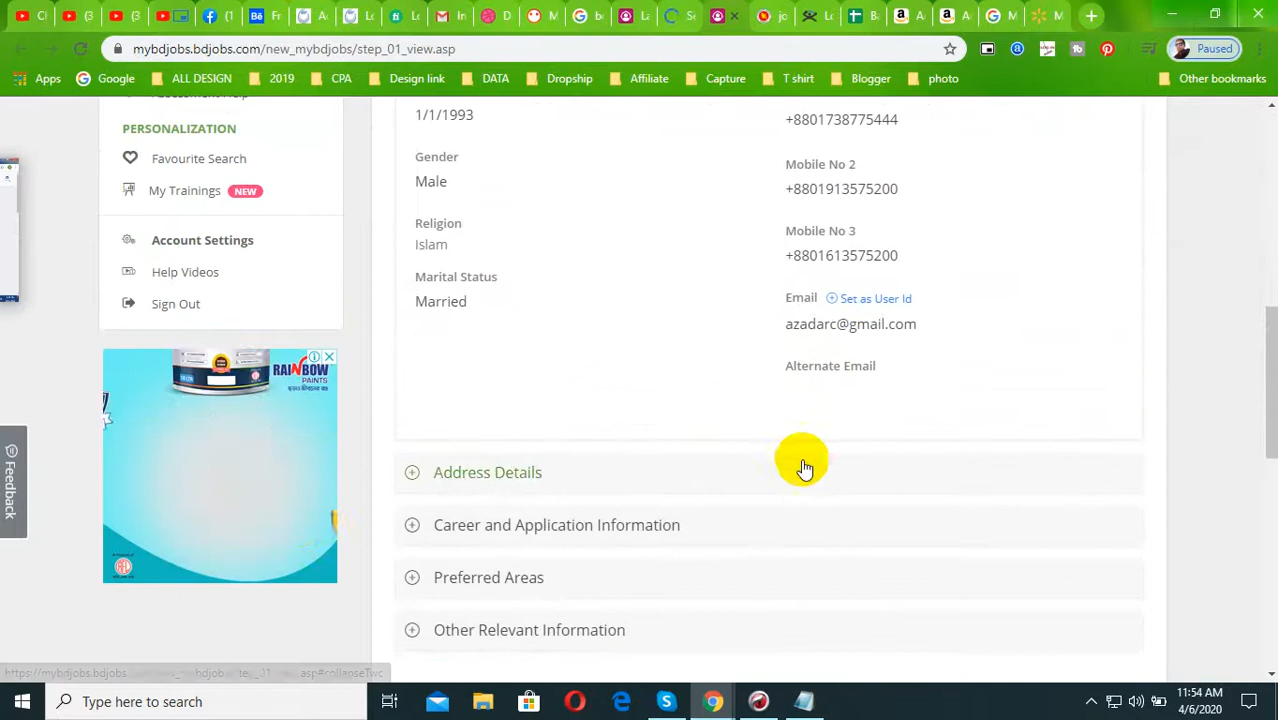 mybdjobs.bdjobs.com/new_mybdjobs/step_01_view.asp
Paused
Apps
Google
ALL DESIGN
2019
CPA
Design link
DATA
Dropship
Affiliate
Capture
T shirt
Blogger
photo
Other bookmarks
PERSONALIZATION
Favourite Search
My Trainings NEW
Account Settings
Help Videos
Sign Out
RAINBOW
PAINTS
Feedback
1/1/1993
Gender
Male
Religion
Islam
Marital Status
Married
+8801738775444
Mobile No 2
+8801913575200
Mobile No 3
+8801613575200
Email Set as User Id
azadarc@gmail.com
Alternate Email
Address Details
Career and Application Information
Preferred Areas
Other Relevant Information
Type here to search
11:54 AM
4/6/2020